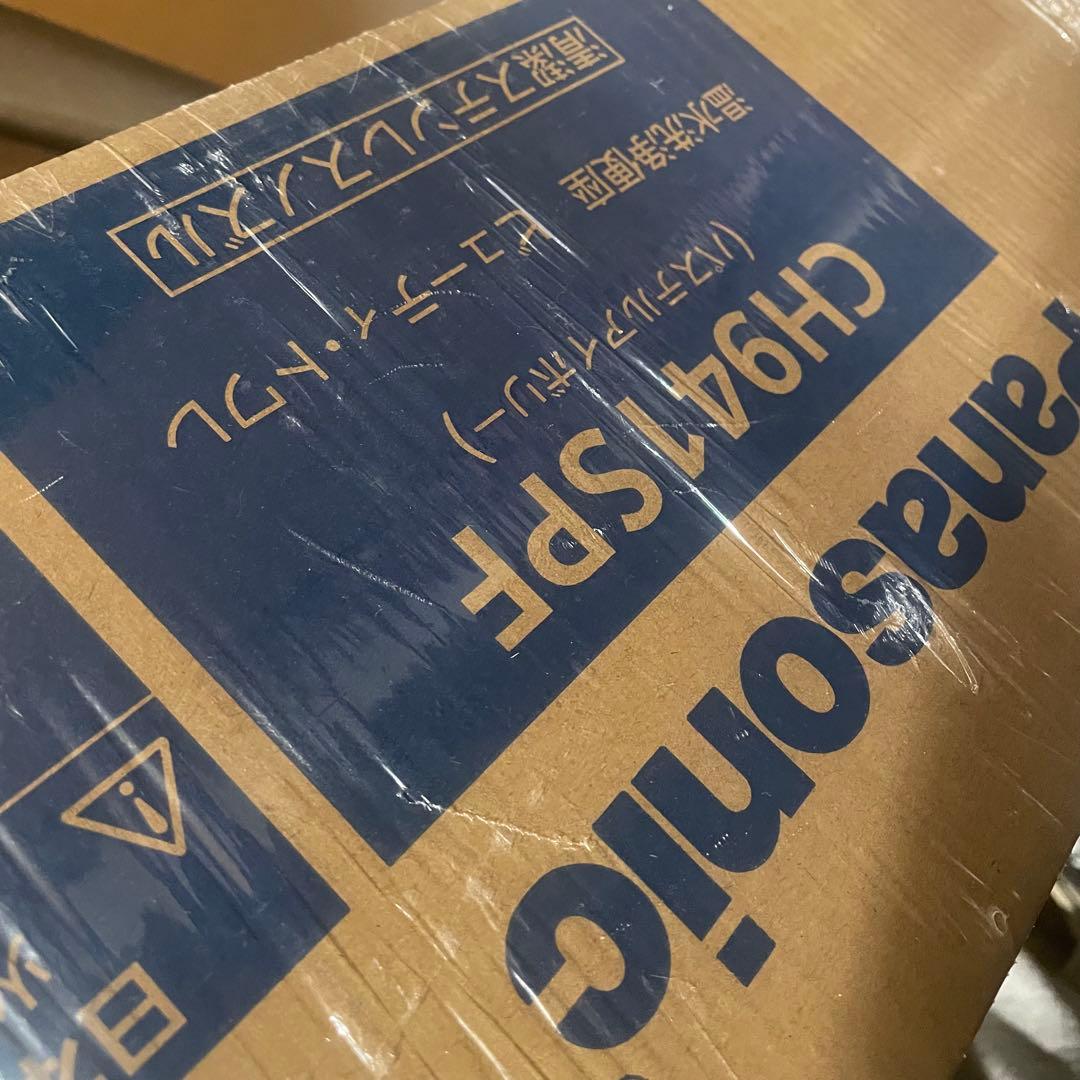 Panasonic
CH941SPF
(パステルアイボリー)
温水洗浄便座
ビューティ・トワレ
清潔ステンレスノズル
日